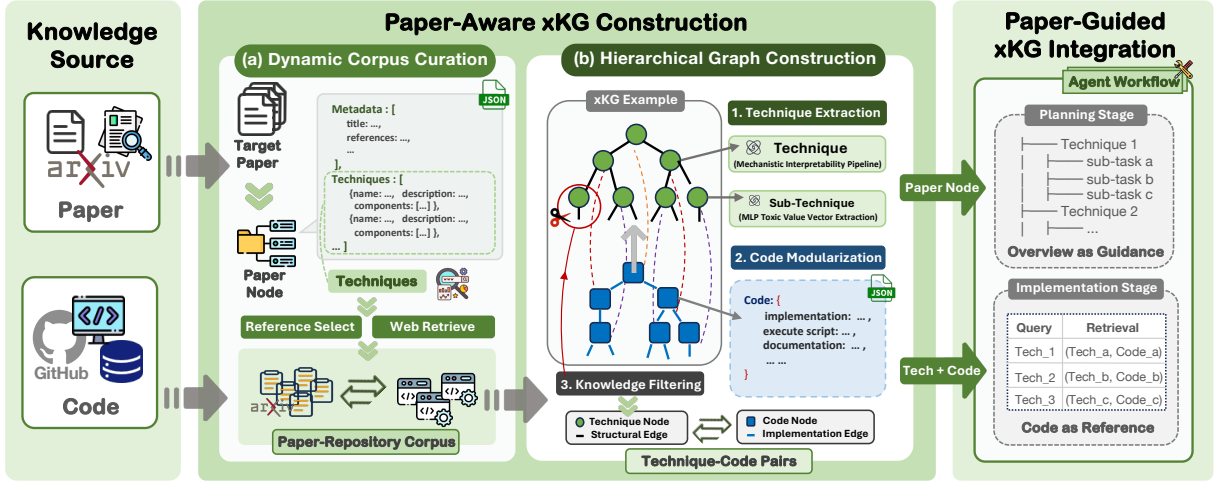 Knowledge
Source
arXiv
Paper
GitHub
Code
Paper-Aware xKG Construction
(a) Dynamic Corpus Curation
Target
Paper
JSON
Metadata : [
title: ...,
references: ...,
...
],
Techniques : [
{name: ..., description: ...,
components: [...] },
{name: ..., description: ...,
components: [...] },
... ]
Paper
Node
Techniques
Reference Select
Web Retrieve
arXiv
Paper-Repository Corpus
(b) Hierarchical Graph Construction
xKG Example
1. Technique Extraction
Technique
(Mechanistic Interpretability Pipeline)
Sub-Technique
(MLP Toxic Value Vector Extraction)
2. Code Modularization
JSON
Code: {
implementation: ... ,
execute script: ... ,
documentation: ... ,
... ...
}
3. Knowledge Filtering
Technique Node
Structural Edge
Code Node
Implementation Edge
Technique-Code Pairs
Paper Node
Tech + Code
Paper-Guided
xKG Integration
Agent Workflow
Planning Stage
Technique 1
sub-task a
sub-task b
sub-task c
Technique 2
...
Overview as Guidance
Implementation Stage
Query Retrieval
Tech_1 (Tech_a, Code_a)
Tech_2 (Tech_b, Code_b)
Tech_3 (Tech_c, Code_c)
Code as Reference